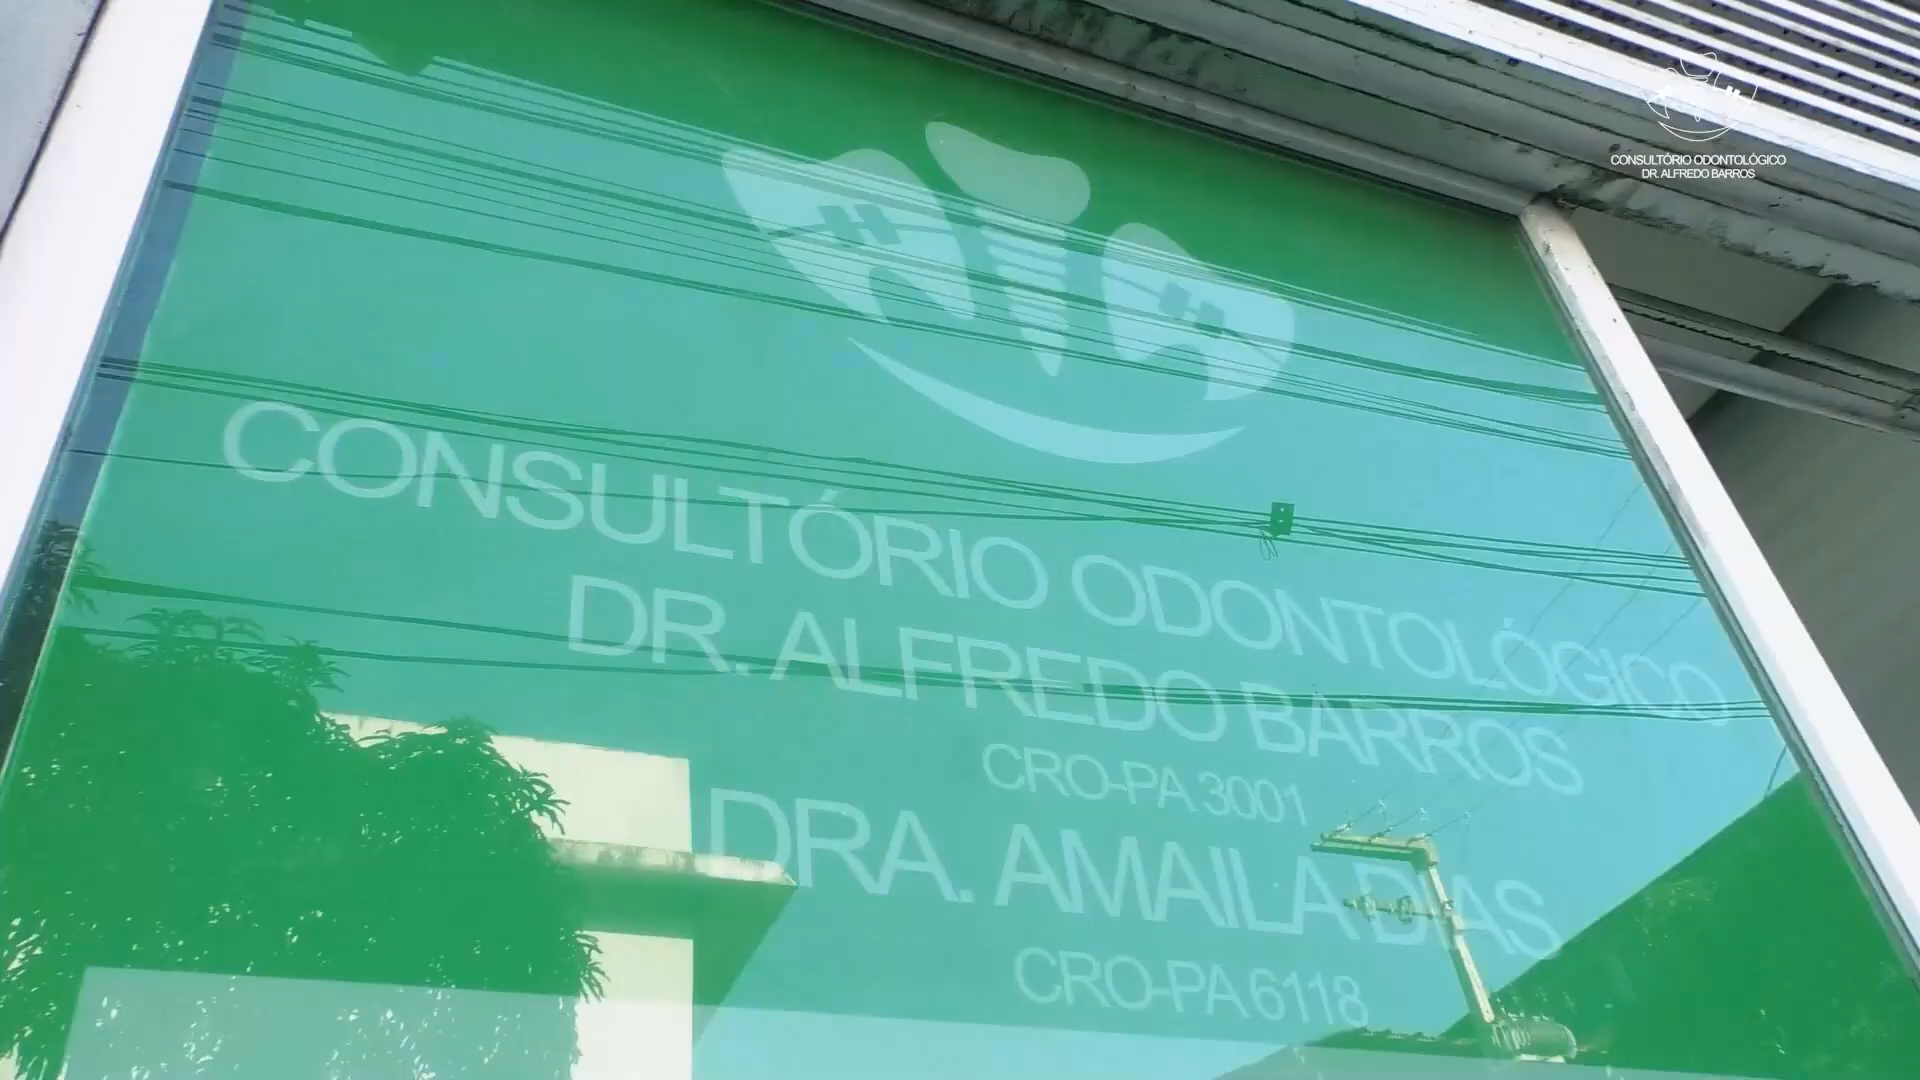 CONSULTÓRIO ODONTOLÓGICO
DR. ALFREDO BARROS
CONSULTÓRIO ODONTOLÓGICO
DR. ALFREDO BARROS
CRO-PA 3001
DRA. AMAILA DIAS
CRO-PA 6118